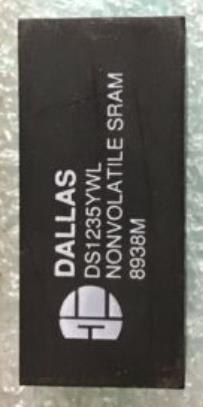 DALLAS
DS1235YWL
NONVOLATILE SRAM
8938M